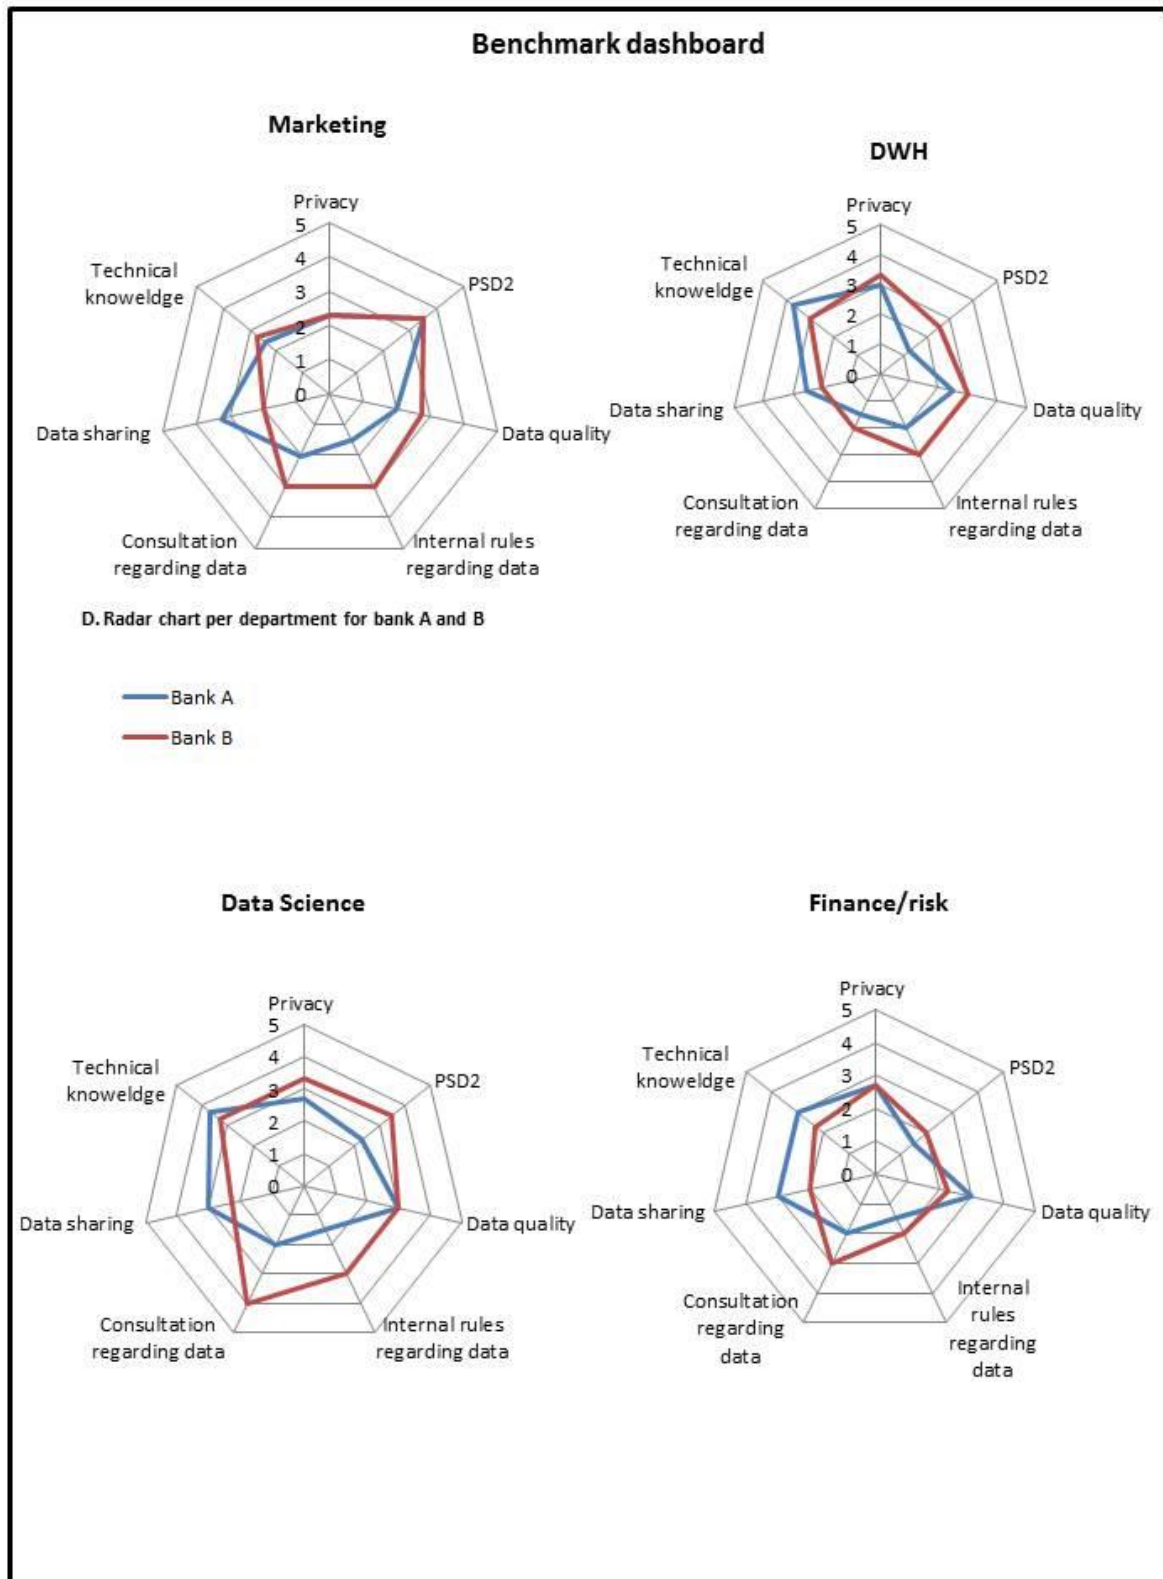 Benchmark dashboard
Marketing
Privacy
5
4
3
2
1
0
Technical
knoweldge
PSD2
Data sharing
Data quality
Consultation
regarding data
Internal rules
regarding data
DWH
Privacy
5
4
3
2
1
0
Technical
knoweldge
PSD2
Data sharing
Data quality
Consultation
regarding data
Internal rules
regarding data
D. Radar chart per department for bank A and B
Bank A
Bank B
Data Science
Privacy
5
4
3
2
1
0
Technical
knoweldge
PSD2
Data sharing
Data quality
Consultation
regarding data
Internal rules
regarding data
Finance/risk
Privacy
5
4
3
2
1
0
Technical
knoweldge
PSD2
Data sharing
Data quality
Consultation
regarding
data
Internal
rules
regarding
data